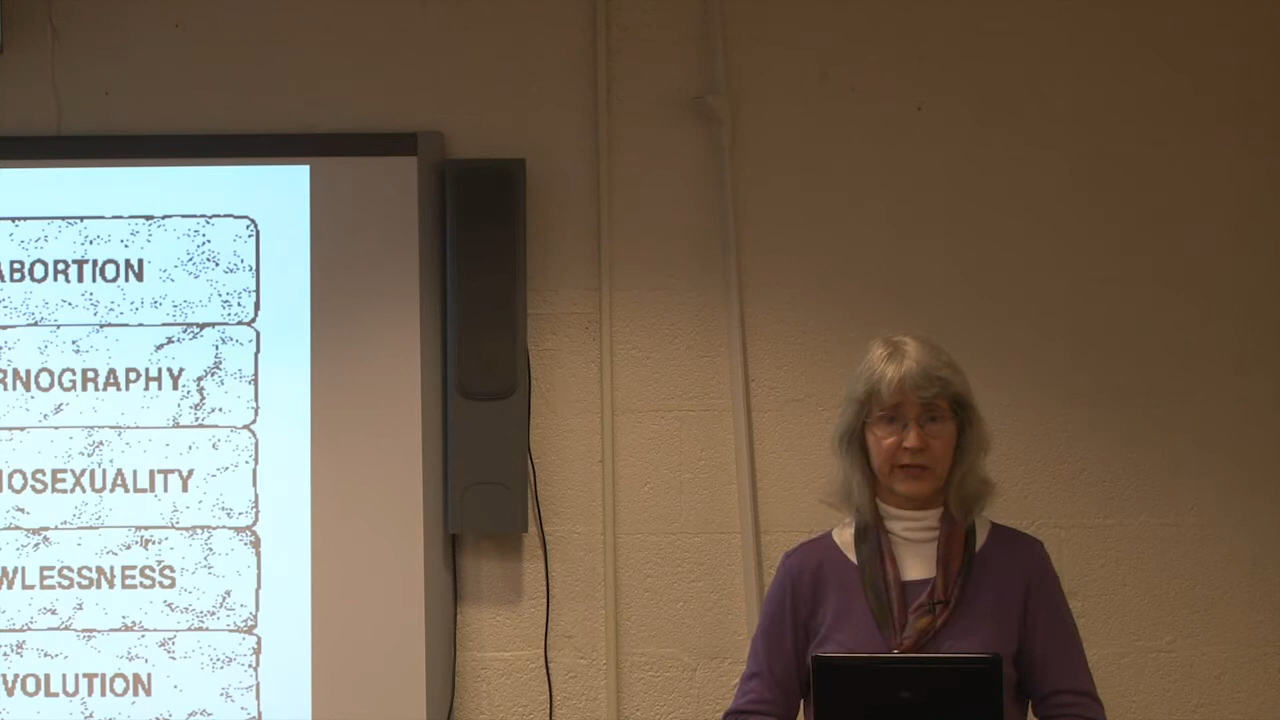 ABORTION
RNOGRAPHY
OSEXUALITY
WLESSNESS
VOLUTION